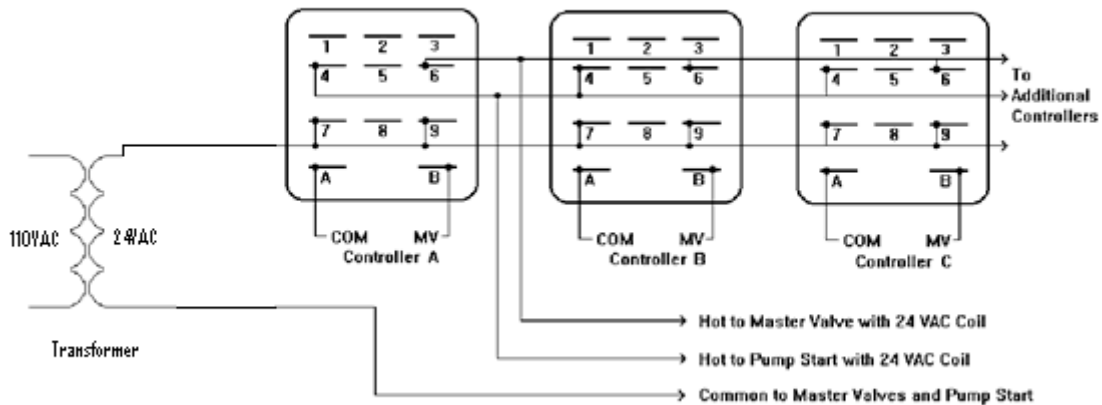 1 2 3
4 5 6
7 8 9
A B
COM MV
Controller A
1 2 3
4 5 6
7 8 9
A B
COM MV
Controller B
1 2 3
4 5 6
7 8 9
A B
COM MV
Controller C
To
Additional
Controllers
110VAC
24VAC
Transformer
Hot to Master Valve with 24 VAC Coil
Hot to Pump Start with 24 VAC Coil
Common to Master Valves and Pump Start